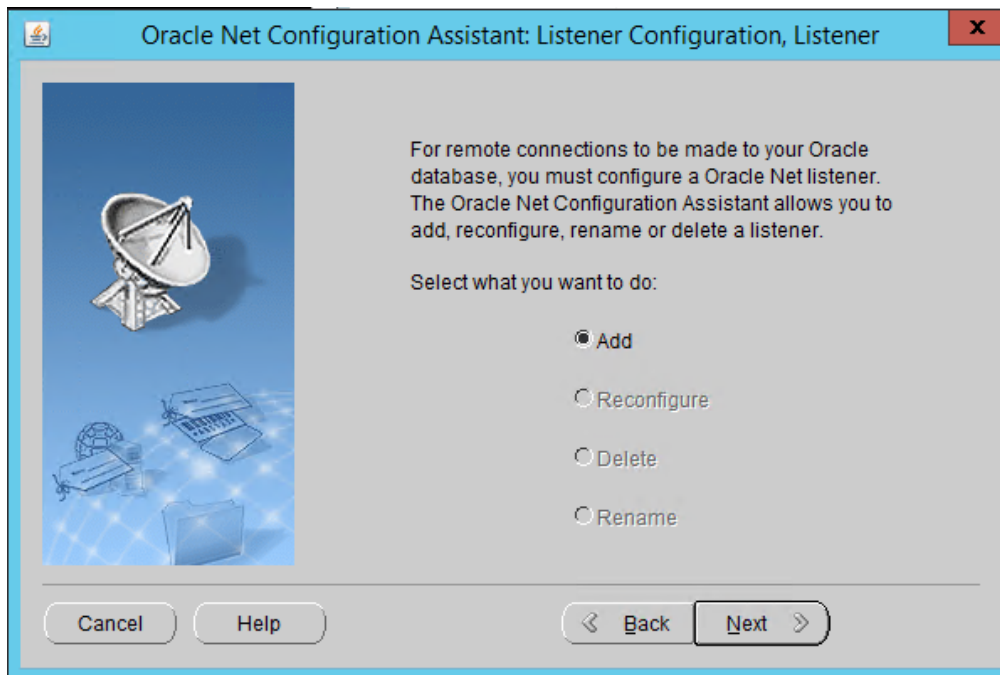 Oracle Net Configuration Assistant: Listener Configuration, Listener
x
For remote connections to be made to your Oracle
database, you must configure a Oracle Net listener.
The Oracle Net Configuration Assistant allows you to
add, reconfigure, rename or delete a listener.
Select what you want to do:
Add
Reconfigure
Delete
Rename
Cancel Help Back Next